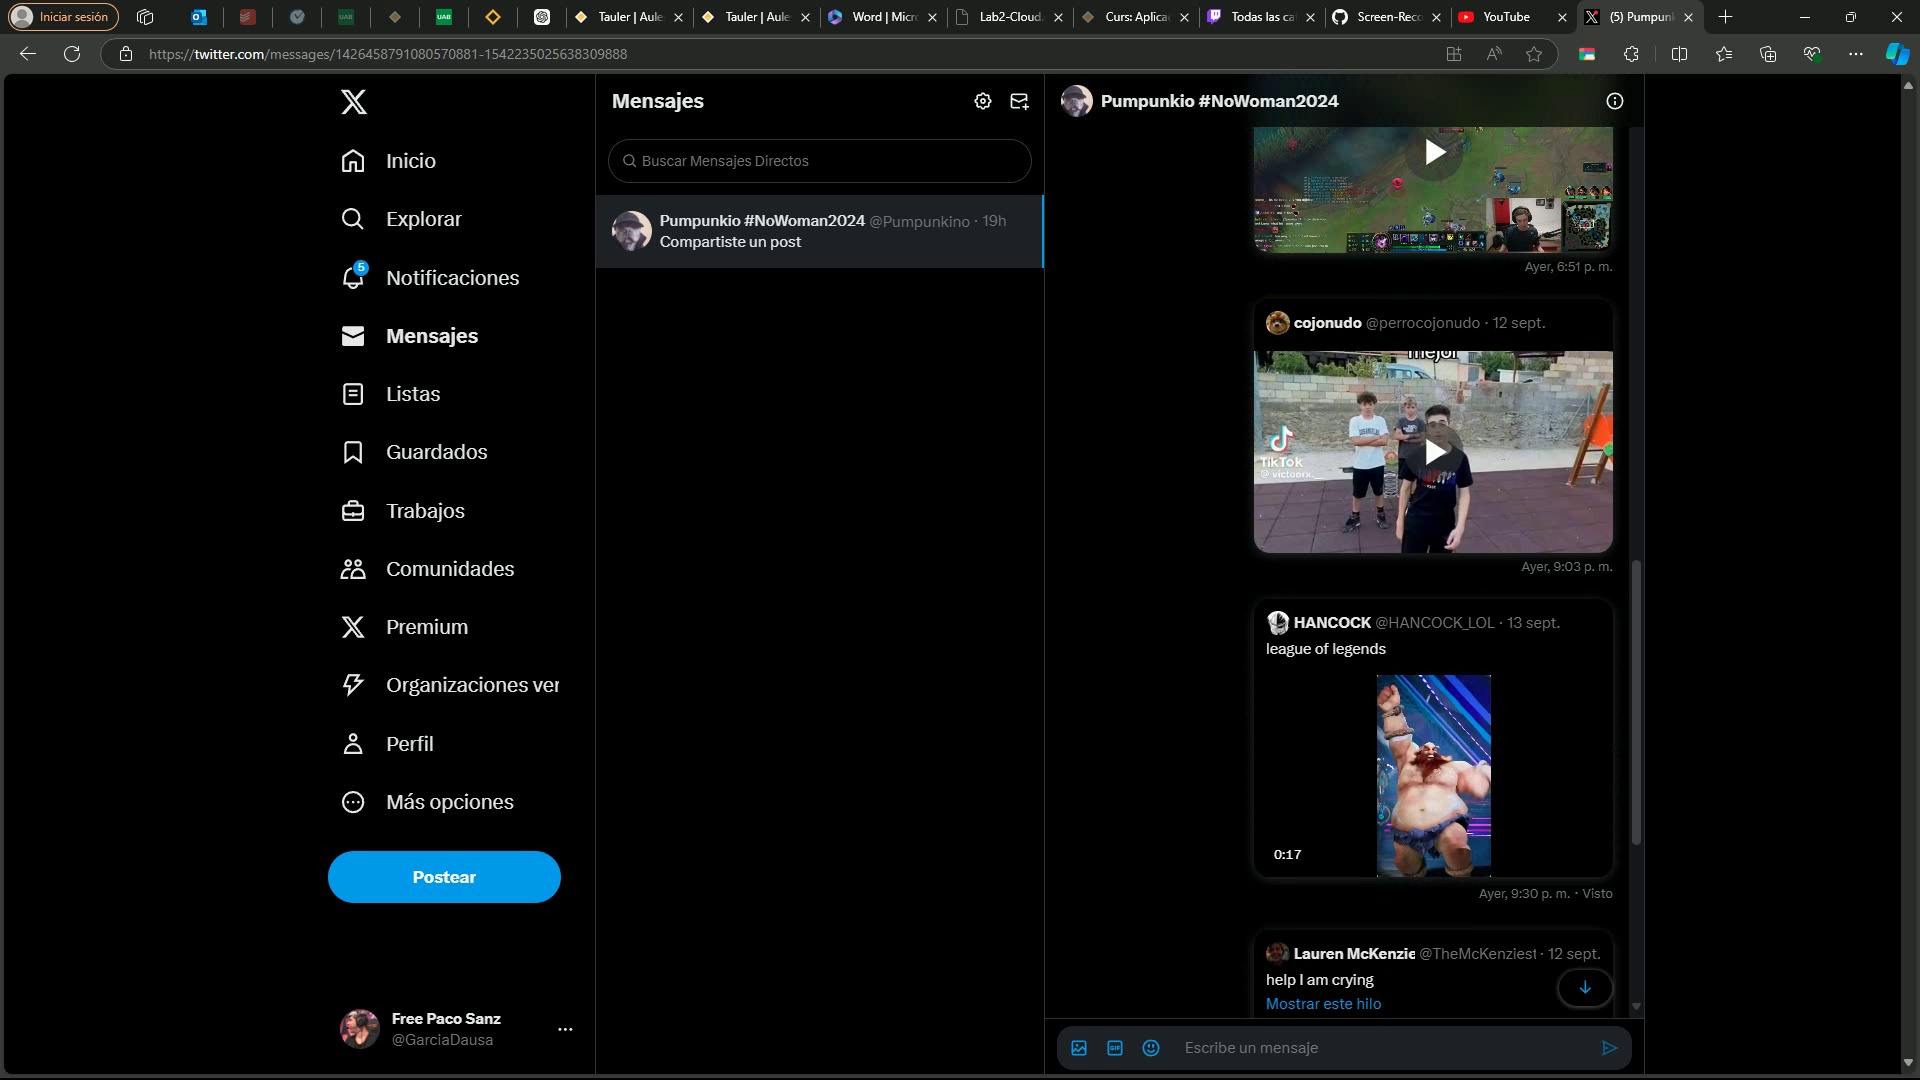 Iniciar sesión
Tauler | Aule
Tauler | Aule
Word | Micr
Lab2-Cloud.
Curs: Aplica
Todas las ca
Screen-Reco
YouTube
(5) Pumpunk
https://twitter.com/messages/1426458791080570881-1542235025638309888
Inicio
Explorar
5
Notificaciones
Mensajes
Listas
Guardados
Trabajos
Comunidades
Premium
Organizaciones ver
Perfil
Más opciones
Postear
Free Paco Sanz
@GarciaDausa
Mensajes
Buscar Mensajes Directos
Pumpunkio #NoWoman2024 @Pumpunkino · 19h
Compartiste un post
Pumpunkio #NoWoman2024
Ayer, 6:51 p. m.
cojonudo @perrocojonudo · 12 sept.
mejor
TikTok
Ayer, 9:03 p. m.
HANCOCK @HANCOCK_LOL · 13 sept.
league of legends
0:17
Ayer, 9:30 p. m. · Visto
Lauren McKenzie @TheMcKenziest · 12 sept.
help I am crying
Mostrar este hilo
GIF
Escribe un mensaje